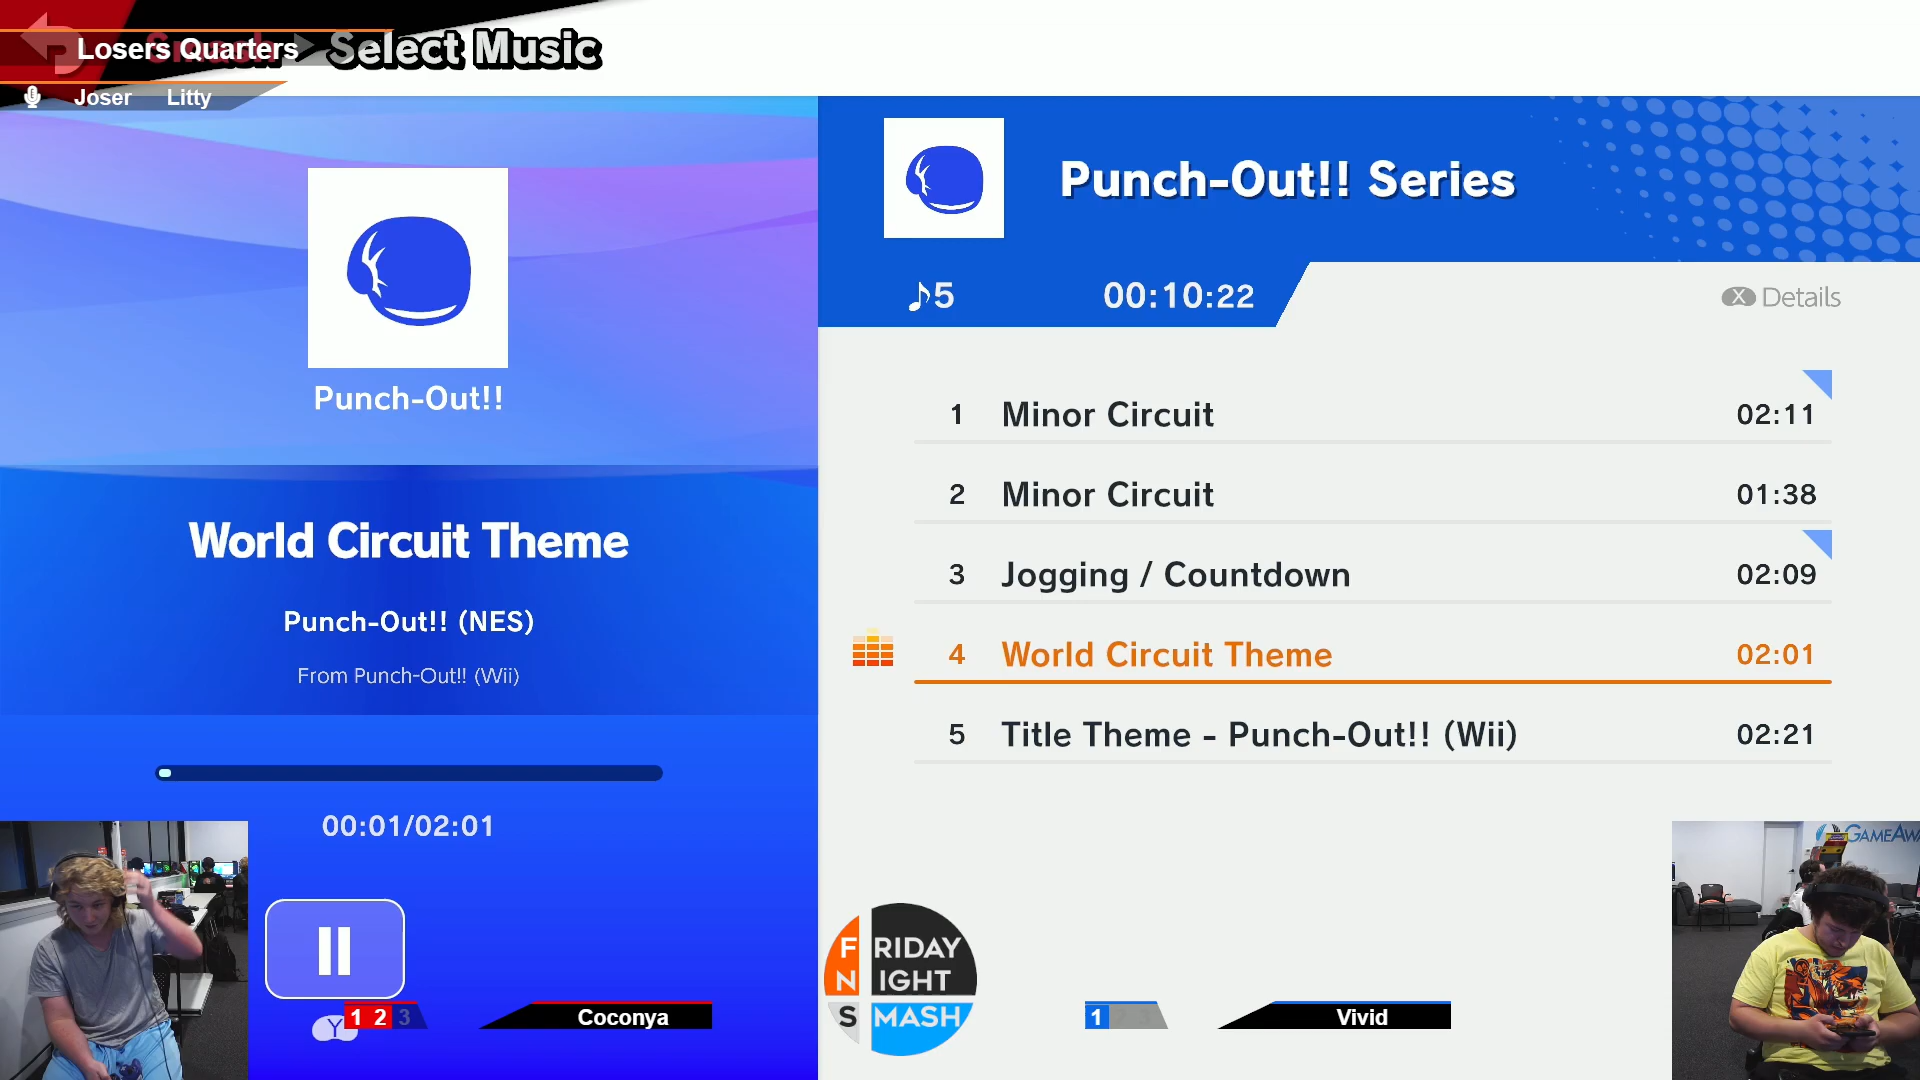 Losers Quarters
Smash > Select Music
Joser Litty
Punch-Out!!
World Circuit Theme
Punch-Out!! (NES)
From Punch-Out!! (Wii)
00:01/02:01
Y
1 2 3
Coconya
Punch-Out!! Series
♪5 00:10:22
X Details
1 Minor Circuit 02:11
2 Minor Circuit 01:38
3 Jogging / Countdown 02:09
4 World Circuit Theme 02:01
5 Title Theme - Punch-Out!! (Wii) 02:21
FRIDAY
NIGHT
SMASH
1 2 3
Vivid